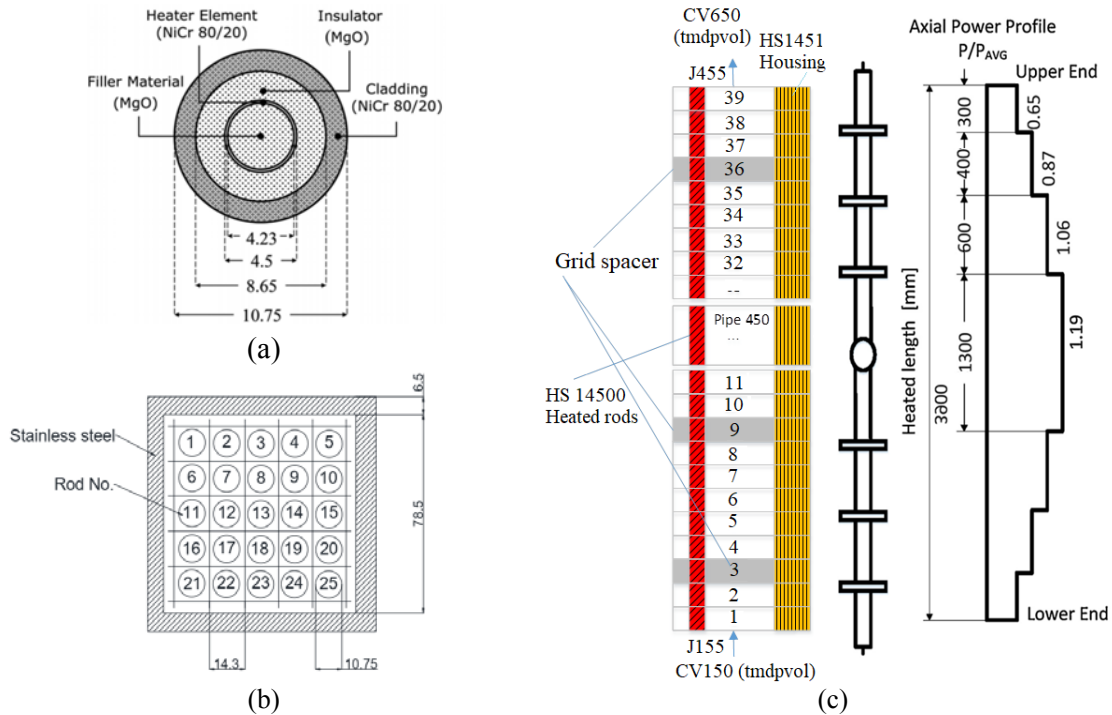 Heater Element
(NiCr 80/20)
Insulator
(MgO)
Filler Material
(MgO)
Cladding
(NiCr 80/20)
4.23
4.5
8.65
10.75
(a)
Stainless steel
Rod No.
1 2 3 4 5
6 7 8 9 10
11 12 13 14 15
16 17 18 19 20
21 22 23 24 25
6.5
78.5
14.3
10.75
(b)
CV650
(tmdpvol)
HS1451
Housing
J455
39
38
37
36
35
34
33
32
--
Pipe 450
...
11
10
9
8
7
6
5
4
3
2
1
Grid spacer
HS 14500
Heated rods
J155
CV150 (tmdpvol)
Axial Power Profile
P/PAVG
Upper End
300
400
600
1300
3900
Heated length [mm]
0.65
0.87
1.06
1.19
Lower End
(c)